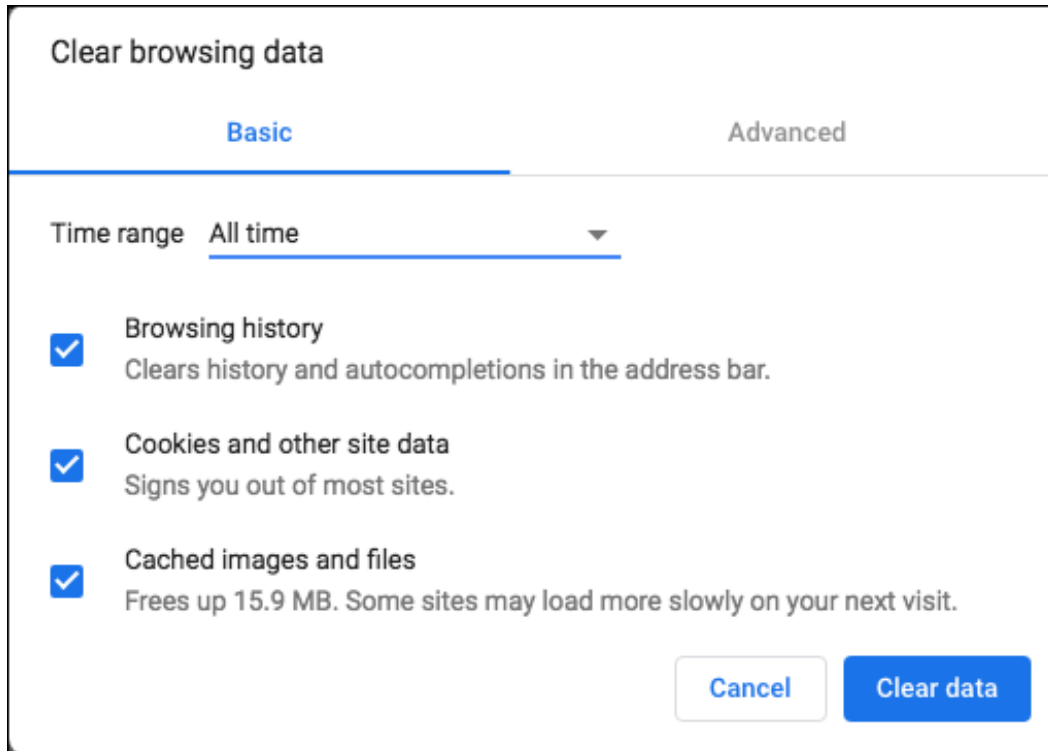 Clear browsing data
Basic
Advanced
Time range All time
Browsing history
Clears history and autocompletions in the address bar.
Cookies and other site data
Signs you out of most sites.
Cached images and files
Frees up 15.9 MB. Some sites may load more slowly on your next visit.
Cancel
Clear data